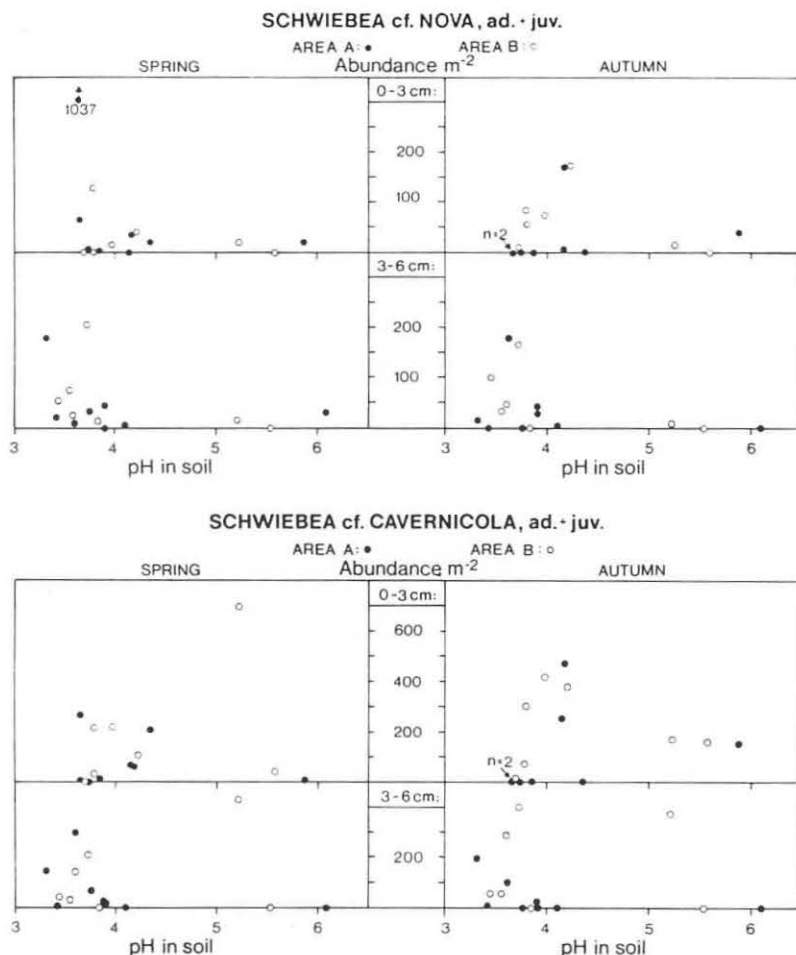 SCHWIEBEA cf. NOVA, ad. + juv.
AREA A: ● AREA B: ○
SPRING Abundance m⁻² AUTUMN
0-3 cm:
1037
200
100
n=2
3-6 cm:
200
100
3 4 5 6 3 4 5 6
pH in soil pH in soil
SCHWIEBEA cf. CAVERNICOLA, ad. + juv.
AREA A: ● AREA B: ○
SPRING Abundance m⁻² AUTUMN
0-3 cm:
600
400
200
n=2
3-6 cm:
200
3 4 5 6 3 4 5 6
pH in soil pH in soil